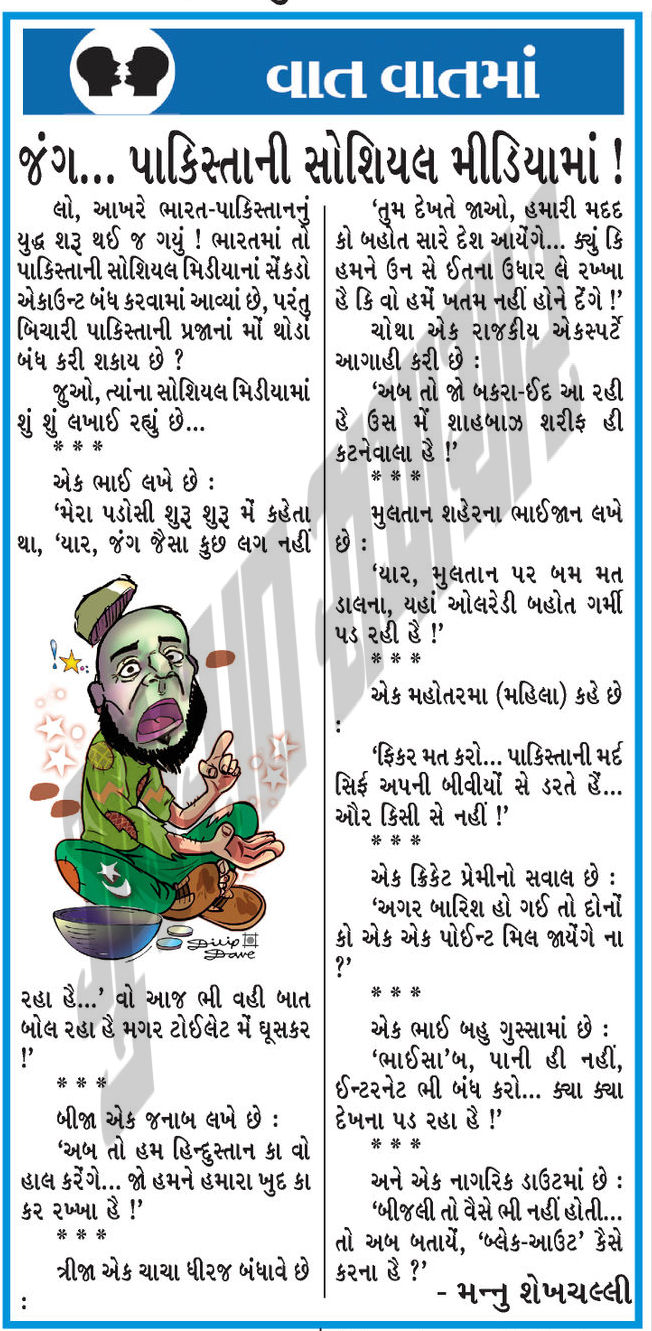 વાત વાતમાં
જંગ... પાકિસ્તાની સોશિયલ મીડિયામાં !
લો, આખરે ભારત-પાકિસ્તાનનું
યુદ્ધ શરૂ થઈ જ ગયું ! ભારતમાં તો
પાકિસ્તાની સોશિયલ મિડીયાનાં સેંકડો
એકાઉન્ટ બંધ કરવામાં આવ્યાં છે, પરંતુ
બિચારી પાકિસ્તાની પ્રજાનાં મોં થોડાં
બંધ કરી શકાય છે ?
જુઓ, ત્યાંના સોશિયલ મિડીયામાં
શું શું લખાઈ રહ્યું છે...
* * *
એક ભાઈ લખે છે :
‘મેરા પડોસી શુરૂ શુરૂ મેં કહેતા
થા, ‘યાર, જંગ જૈસા કુછ લગ નહીં
Dilip
Dave
રહા હૈ...’ વો આજ ભી વહી બાત
બોલ રહા હૈ મગર ટોઈલેટ મેં ઘૂસકર
!’
* * *
બીજા એક જનાબ લખે છે :
‘અબ તો હમ હિન્દુસ્તાન કા વો
હાલ કરેંગે... જો હમને હમારા ખુદ કા
કર રખ્ખા હૈ !’
* * *
ત્રીજા એક ચાચા ધીરજ બંધાવે છે
:
‘તુમ દેખતે જાઓ, હમારી મદદ
કો બહોત સારે દેશ આયેંગે... ક્યું કિ
હમને ઉન સે ઈતના ઉધાર લે રખ્ખા
હૈ કિ વો હમેં ખતમ નહીં હોને દેંગે !’
ચોથા એક રાજકીય એક્સપર્ટે
આગાહી કરી છે :
‘અબ તો જો બકરા-ઈદ આ રહી
હૈ ઉસ મેં શાહબાઝ શરીફ હી
કટનેવાલા હૈ !’
* * *
મુલતાન શહેરના ભાઈજાન લખે
છે :
‘યાર, મુલતાન પર બમ મત
ડાલના, યહાં ઓલરેડી બહોત ગર્મી
પડ રહી હૈ !’
* * *
એક મહોતરમા (મહિલા) કહે છે
:
‘ફિકર મત કરો... પાકિસ્તાની મર્દ
સિર્ફ અપની બીવીયોં સે ડરતે હૈં...
ઔર કિસી સે નહીં !’
* * *
એક ક્રિકેટ પ્રેમીનો સવાલ છે :
‘અગર બારિશ હો ગઈ તો દોનોં
કો એક એક પોઈન્ટ મિલ જાયેંગે ના
?’
* * *
એક ભાઈ બહુ ગુસ્સામાં છે :
‘ભાઈસા’બ, પાની હી નહીં,
ઈન્ટરનેટ ભી બંધ કરો... ક્યા ક્યા
દેખના પડ રહા હૈ !’
* * *
અને એક નાગરિક ડાઉટમાં છે :
‘બીજલી તો વૈસે ભી નહીં હોતી...
તો અબ બતાયેં, ‘બ્લેક-આઉટ’ કૈસે
કરના હૈ ?’
- મન્નુ શેખચલ્લી